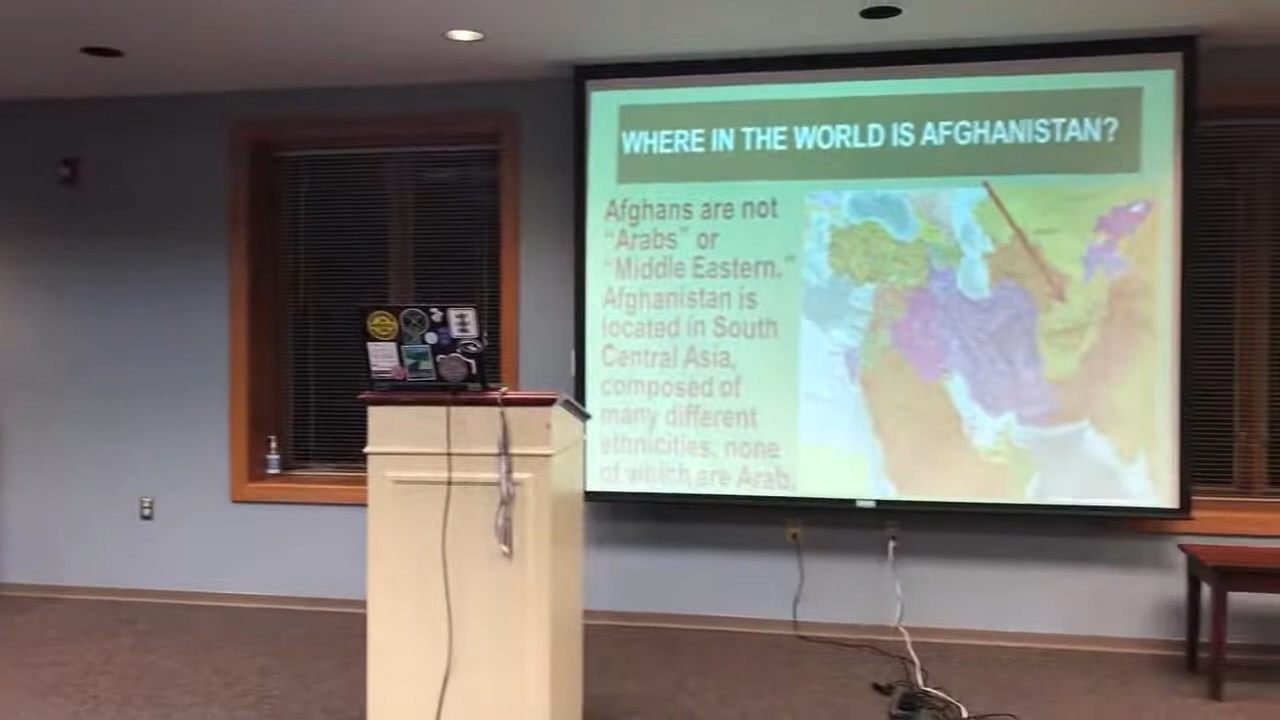 WHERE IN THE WORLD IS AFGHANISTAN?
Afghans are not
"Arabs" or
"Middle Eastern."
Afghanistan is
located in South
Central Asia,
composed of
many different
ethnicities, none
of which are Arab.